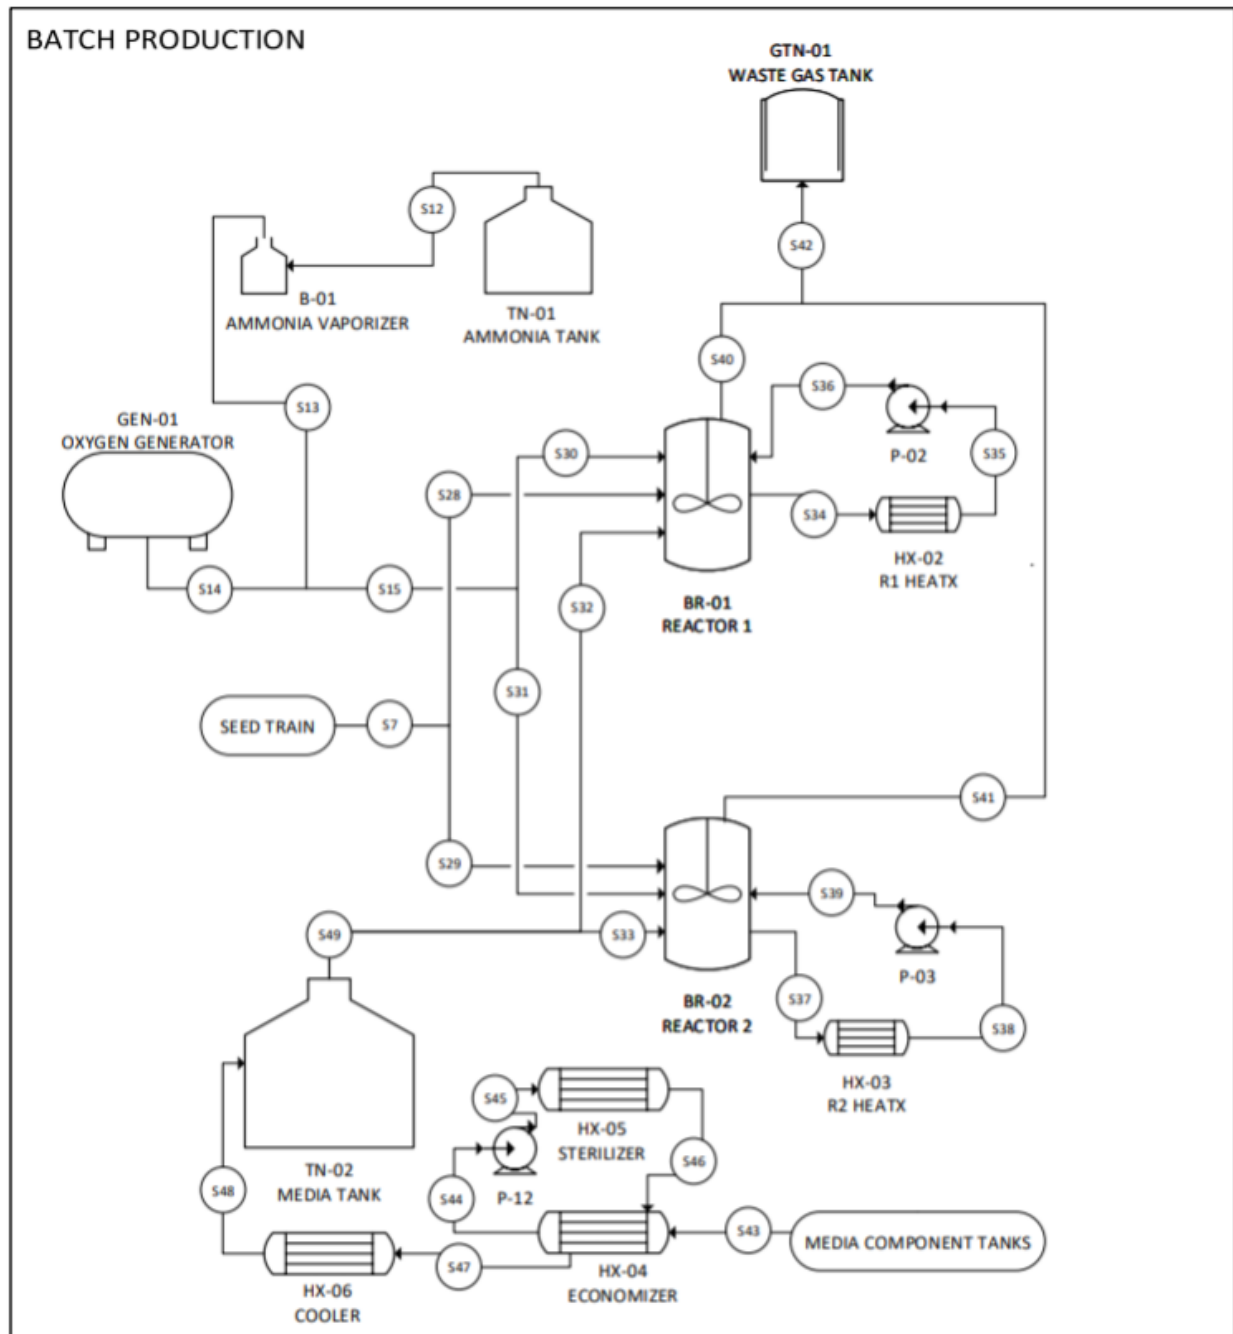 BATCH PRODUCTION
GTN-01
WASTE GAS TANK
S12
S42
B-01
AMMONIA VAPORIZER
TN-01
AMMONIA TANK
S40
S36
S13
GEN-01
OXYGEN GENERATOR
S30
P-02
S35
S28
S34
HX-02
R1 HEATX
S14
S15
S32
BR-01
REACTOR 1
S31
SEED TRAIN
S7
S41
S29
S39
S49
S33
P-03
BR-02
REACTOR 2
S37
S38
HX-03
R2 HEATX
S45
HX-05
STERILIZER
S46
TN-02
MEDIA TANK
S48
S44
P-12
S43
MEDIA COMPONENT TANKS
S47
HX-04
ECONOMIZER
HX-06
COOLER